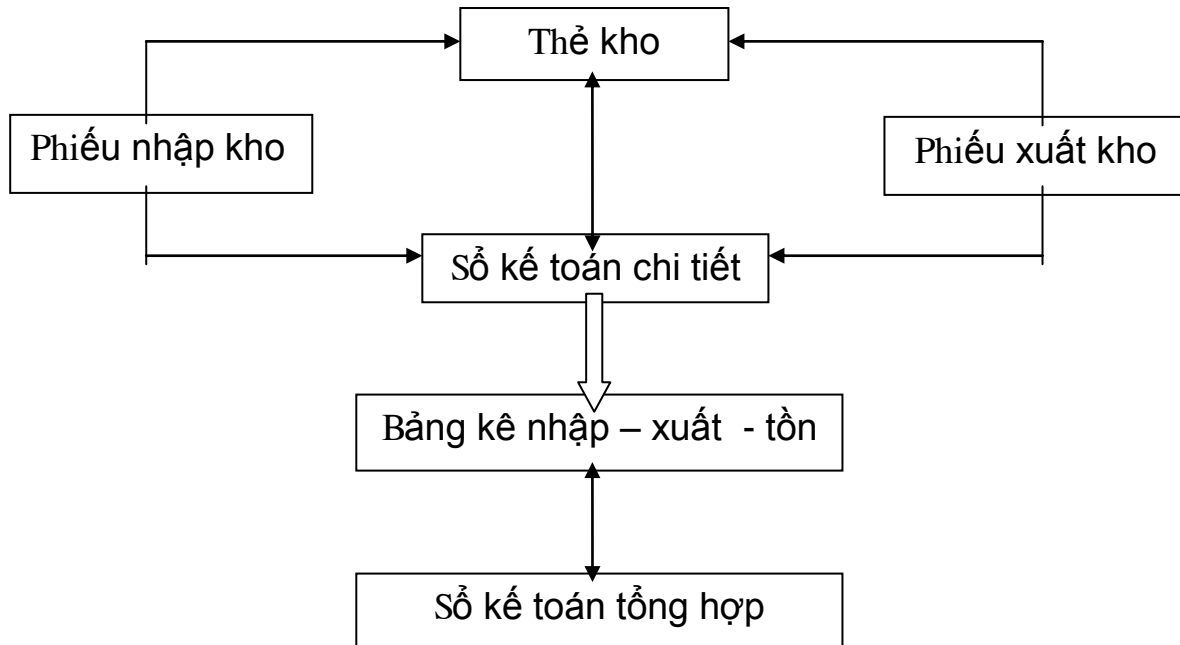 Thẻ kho
Phiếu nhập kho
Phiếu xuất kho
Sổ kế toán chi tiết
Bảng kê nhập – xuất - tồn
Sổ kế toán tổng hợp